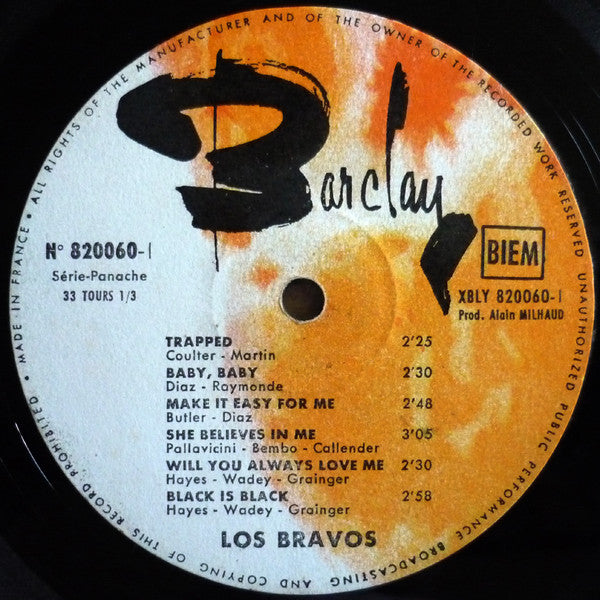 MADE IN FRANCE • ALL RIGHTS OF THE MANUFACTURER AND OF THE OWNER OF THE RECORDED WORK RESERVED UNAUTHORIZED PUBLIC PERFORMANCE BROADCASTING AND COPYING OF THIS RECORD PROHIBITED •
Barclay
N° 820060-1
Série-Panache
33 TOURS 1/3
BIEM
XBLY 820060-1
Prod. Alain MILHAUD
TRAPPED 2'25
Coulter - Martin
BABY, BABY 2'30
Diaz - Raymonde
MAKE IT EASY FOR ME 2'48
Butler - Diaz
SHE BELIEVES IN ME 3'05
Pallavicini - Bembo - Callender
WILL YOU ALWAYS LOVE ME 2'30
Hayes - Wadey - Grainger
BLACK IS BLACK 2'58
Hayes - Wadey - Grainger
LOS BRAVOS